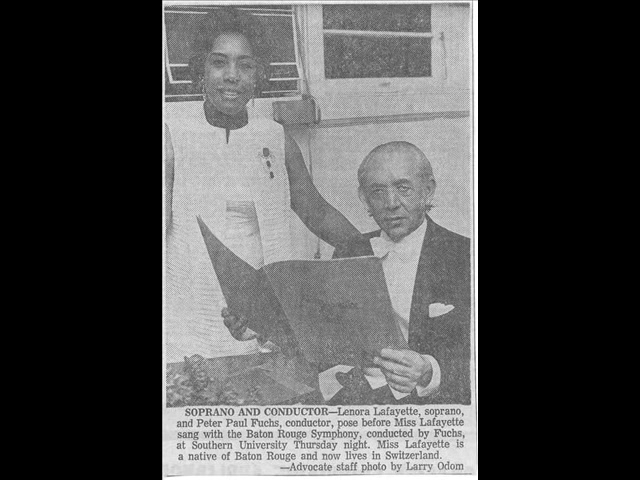 SOPRANO AND CONDUCTOR—Lenora Lafayette, soprano,
and Peter Paul Fuchs, conductor, pose before Miss Lafayette
sang with the Baton Rouge Symphony, conducted by Fuchs,
at Southern University Thursday night. Miss Lafayette is
a native of Baton Rouge and now lives in Switzerland.
—Advocate staff photo by Larry Odom